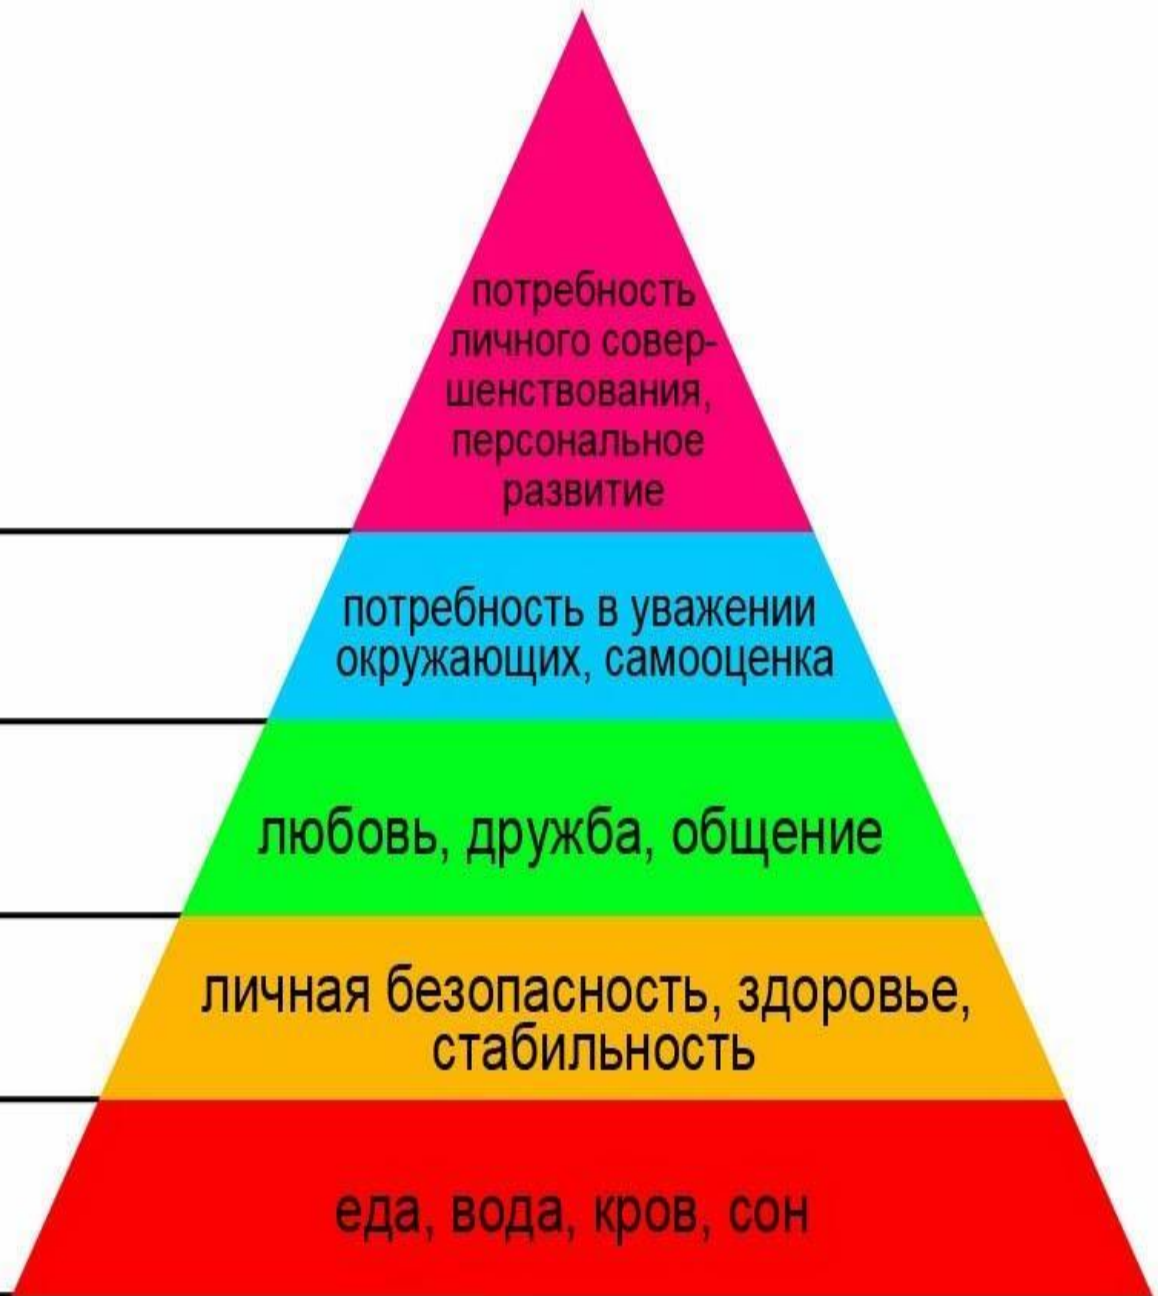 потребность
личного совер-
шенствования,
персональное
развитие
потребность в уважении
окружающих, самооценка
любовь, дружба, общение
личная безопасность, здоровье,
стабильность
еда, вода, кров, сон